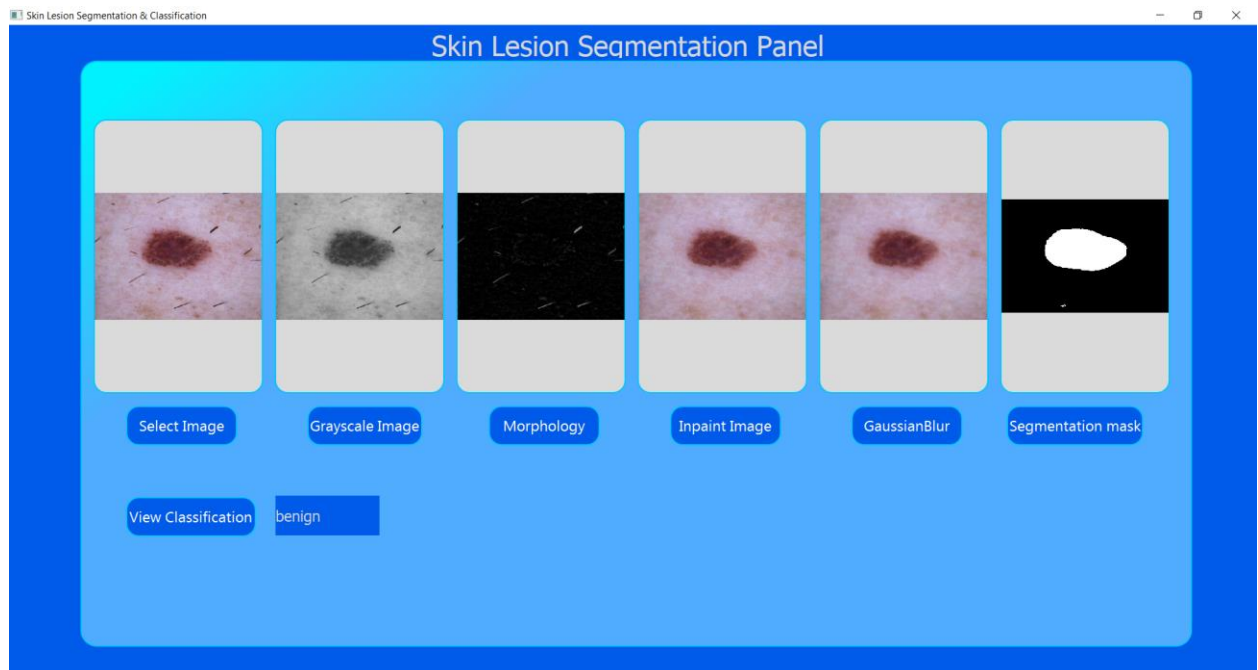 Skin Lesion Segmentation & Classification
Skin Lesion Segmentation Panel
Select Image
Grayscale Image
Morphology
Inpaint Image
GaussianBlur
Segmentation mask
View Classification
benign